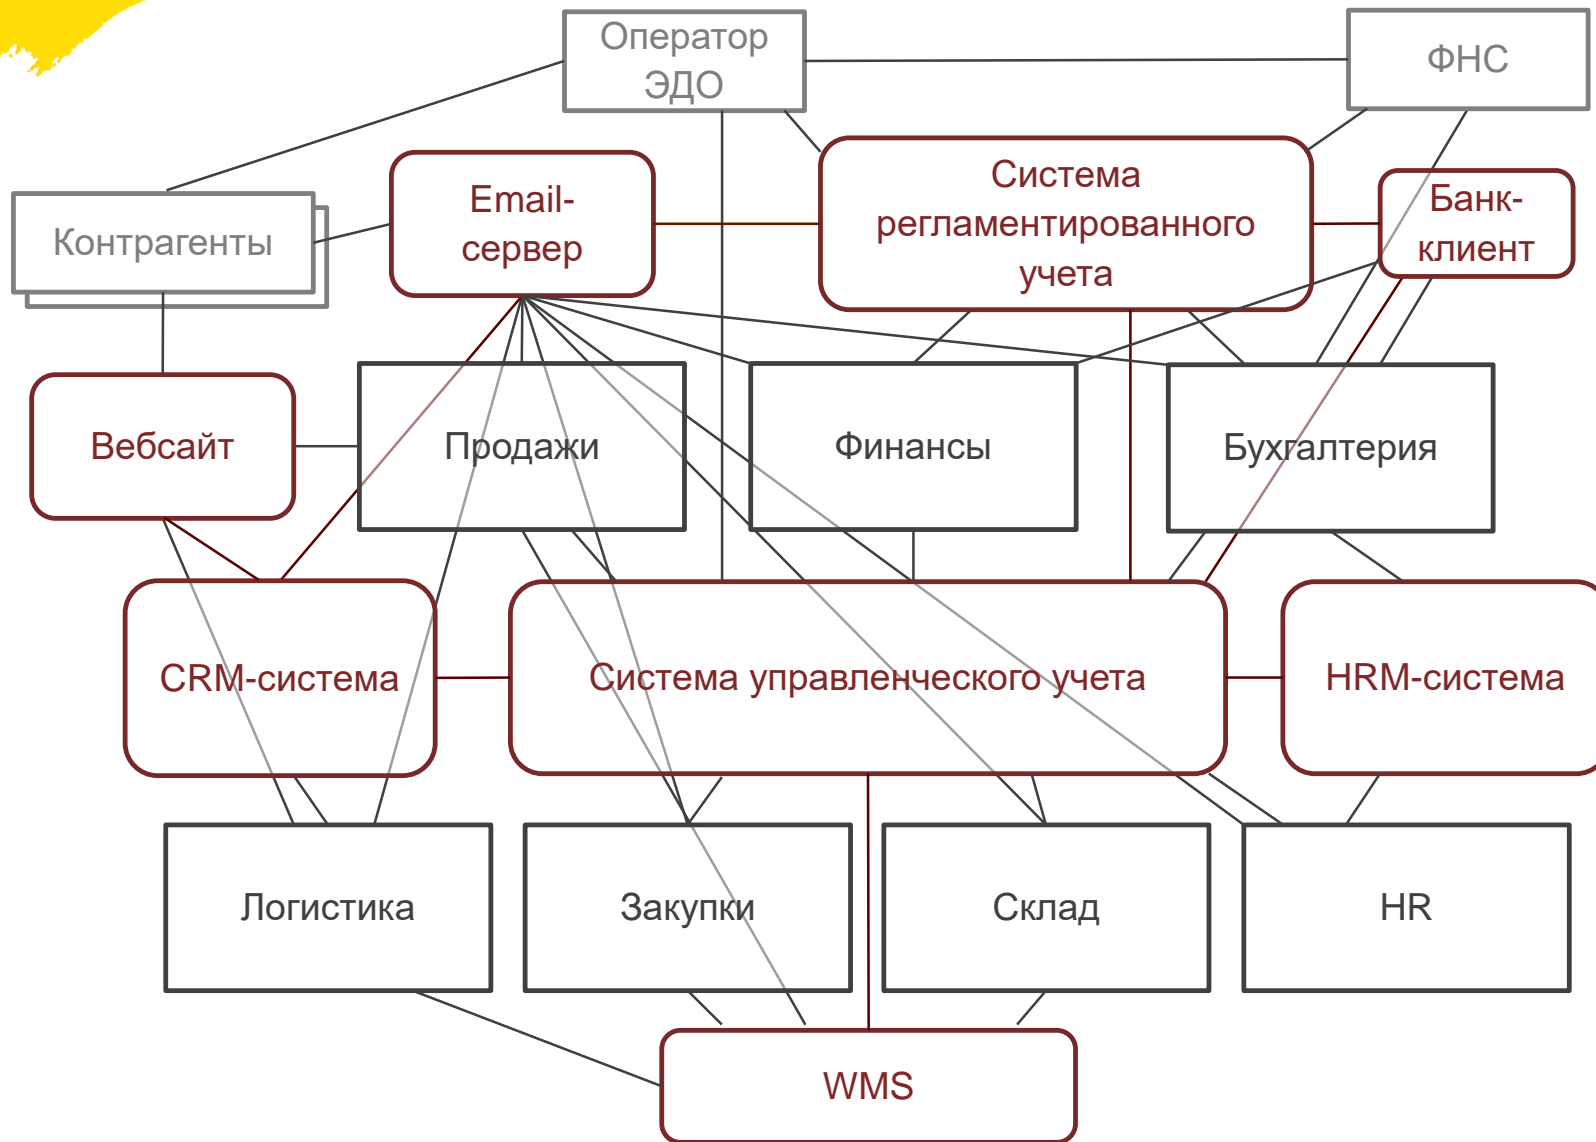 Оператор
ЭДО
ФНС
Контрагенты
Email-
сервер
Система
регламентированного
учета
Банк-
клиент
Вебсайт
Продажи
Финансы
Бухгалтерия
CRM-система
Система управленческого учета
HRM-система
Логистика
Закупки
Склад
HR
WMS